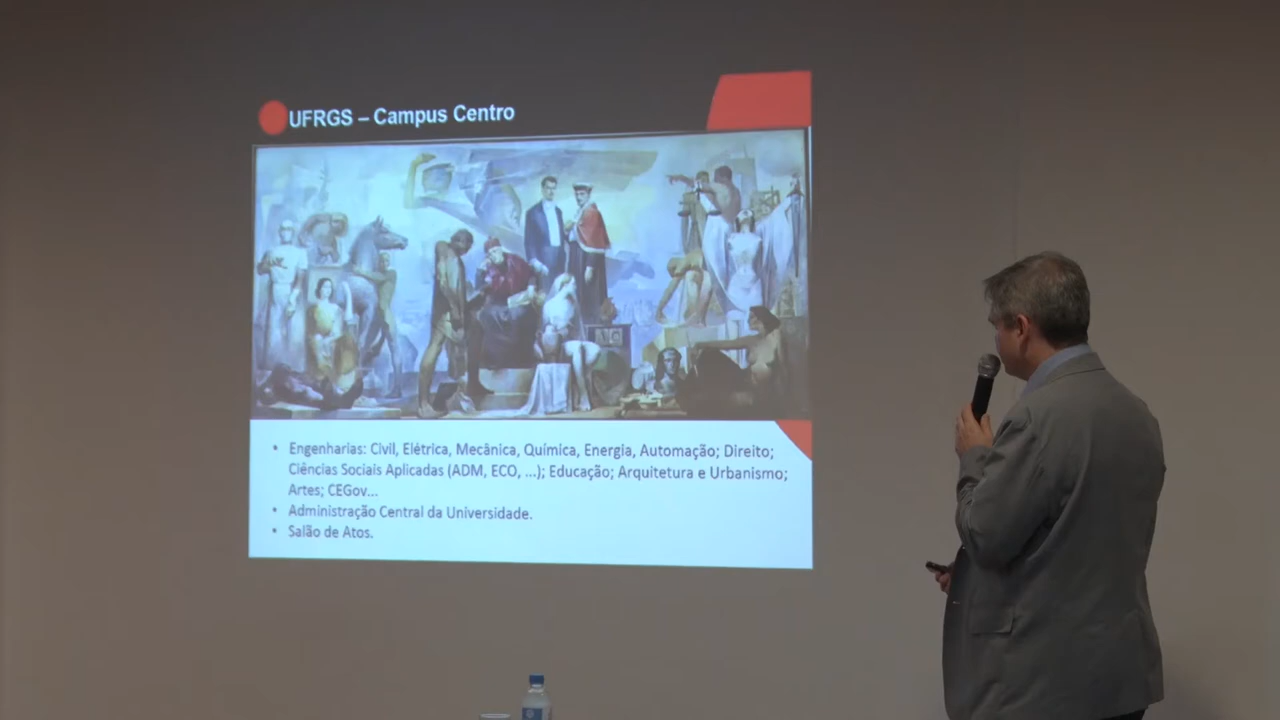 UFRGS – Campus Centro
• Engenharias: Civil, Elétrica, Mecânica, Química, Energia, Automação; Direito;
Ciências Sociais Aplicadas (ADM, ECO, ...); Educação; Arquitetura e Urbanismo;
Artes; CEGov...
• Administração Central da Universidade.
• Salão de Atos.